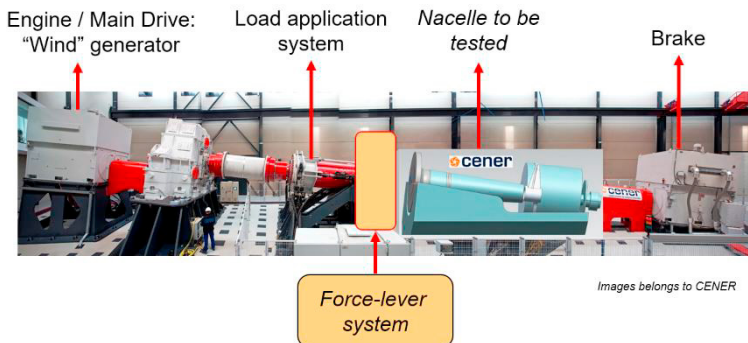 Engine / Main Drive:
“Wind” generator
Load application
system
Nacelle to be
tested
Brake
cener
cener
Images belongs to CENER
Force-lever
system